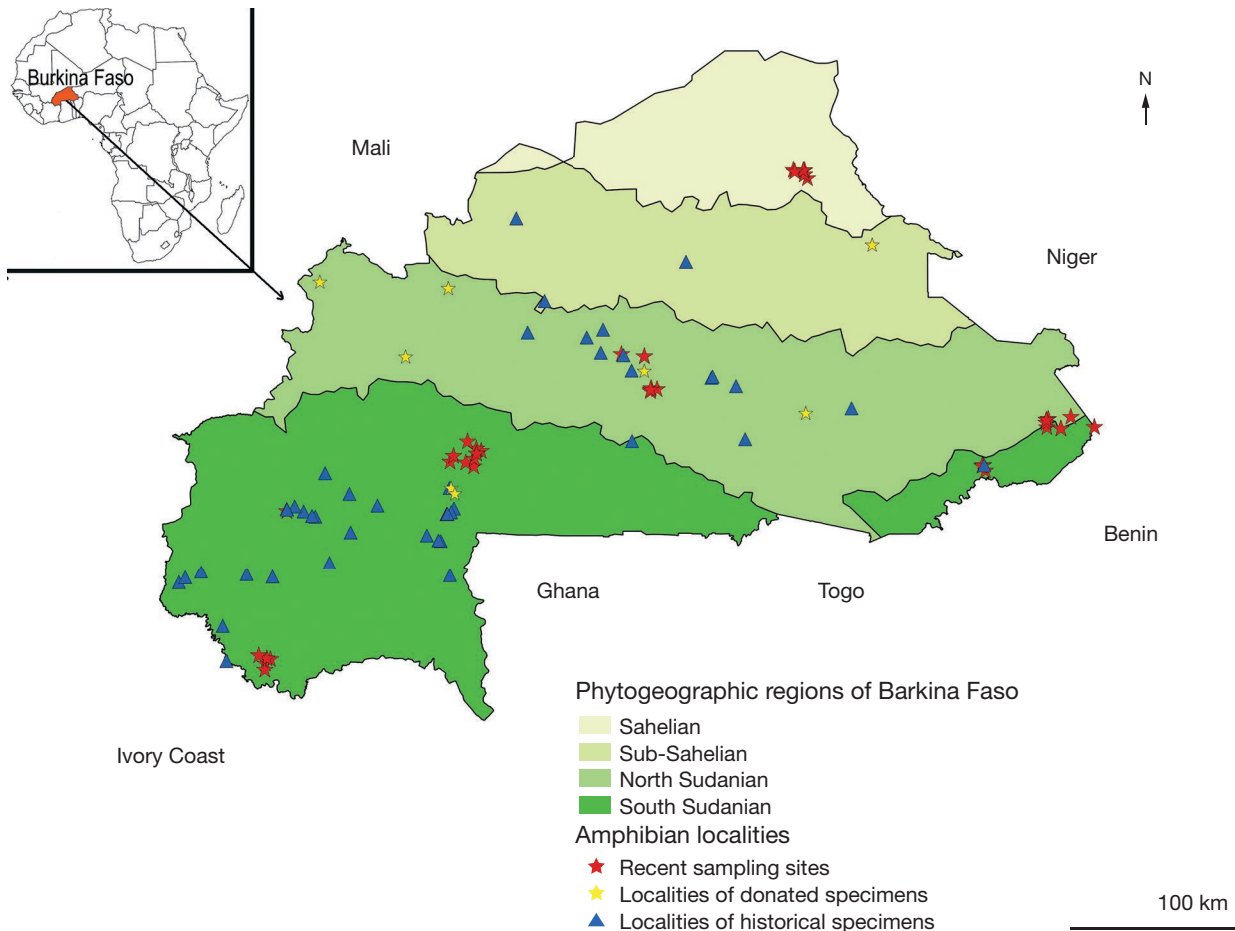 Burkina Faso
N
Mali
Niger
Benin
Ghana
Togo
Ivory Coast
Phytogeographic regions of Barkina Faso
Sahelian
Sub-Sahelian
North Sudanian
South Sudanian
Amphibian localities
Recent sampling sites
Localities of donated specimens
Localities of historical specimens
100 km